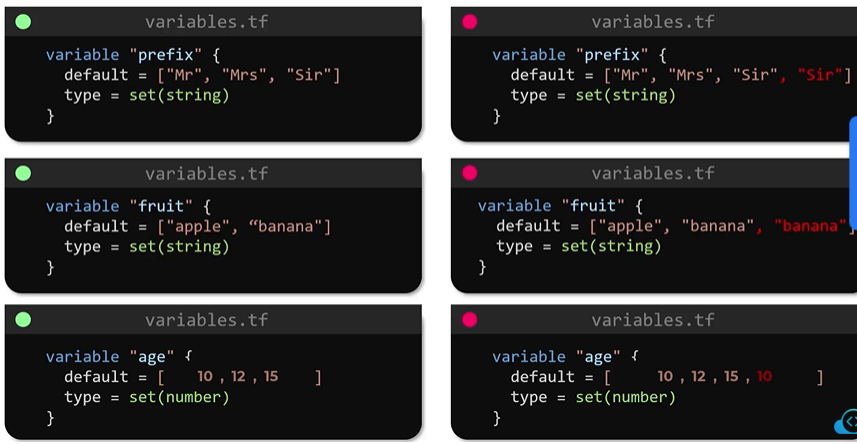 variables.tf
variable "prefix" {
default = ["Mr", "Mrs", "Sir"]
type = set(string)
}
variables.tf
variable "prefix" {
default = ["Mr", "Mrs", "Sir", "Sir"]
type = set(string)
}
variables.tf
variable "fruit" {
default = ["apple", “banana"]
type = set(string)
}
variables.tf
variable "fruit" {
default = ["apple", "banana", "banana"]
type = set(string)
}
variables.tf
variable "age" {
default = [ 10 , 12 , 15 ]
type = set(number)
}
variables.tf
variable "age" {
default = [ 10 , 12 , 15 , 10 ]
type = set(number)
}